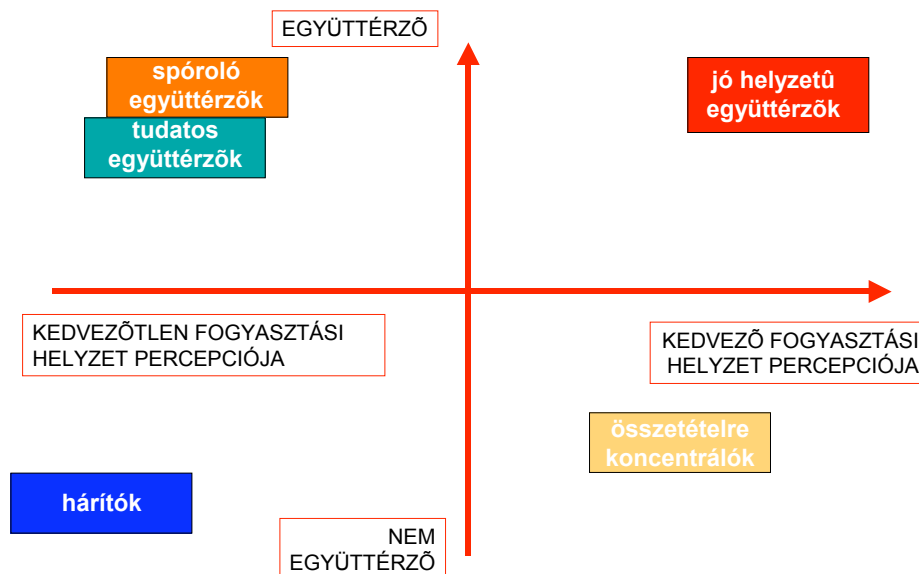 EGYÜTTÉRZÕ
spóroló
együttérzõk
jó helyzetû
együttérzõk
tudatos
együttérzõk
KEDVEZÕTLEN FOGYASZTÁSI
HELYZET PERCEPCIÓJA
KEDVEZÕ FOGYASZTÁSI
HELYZET PERCEPCIÓJA
összetételre
koncentrálók
hárítók
NEM
EGYÜTTÉRZÕ